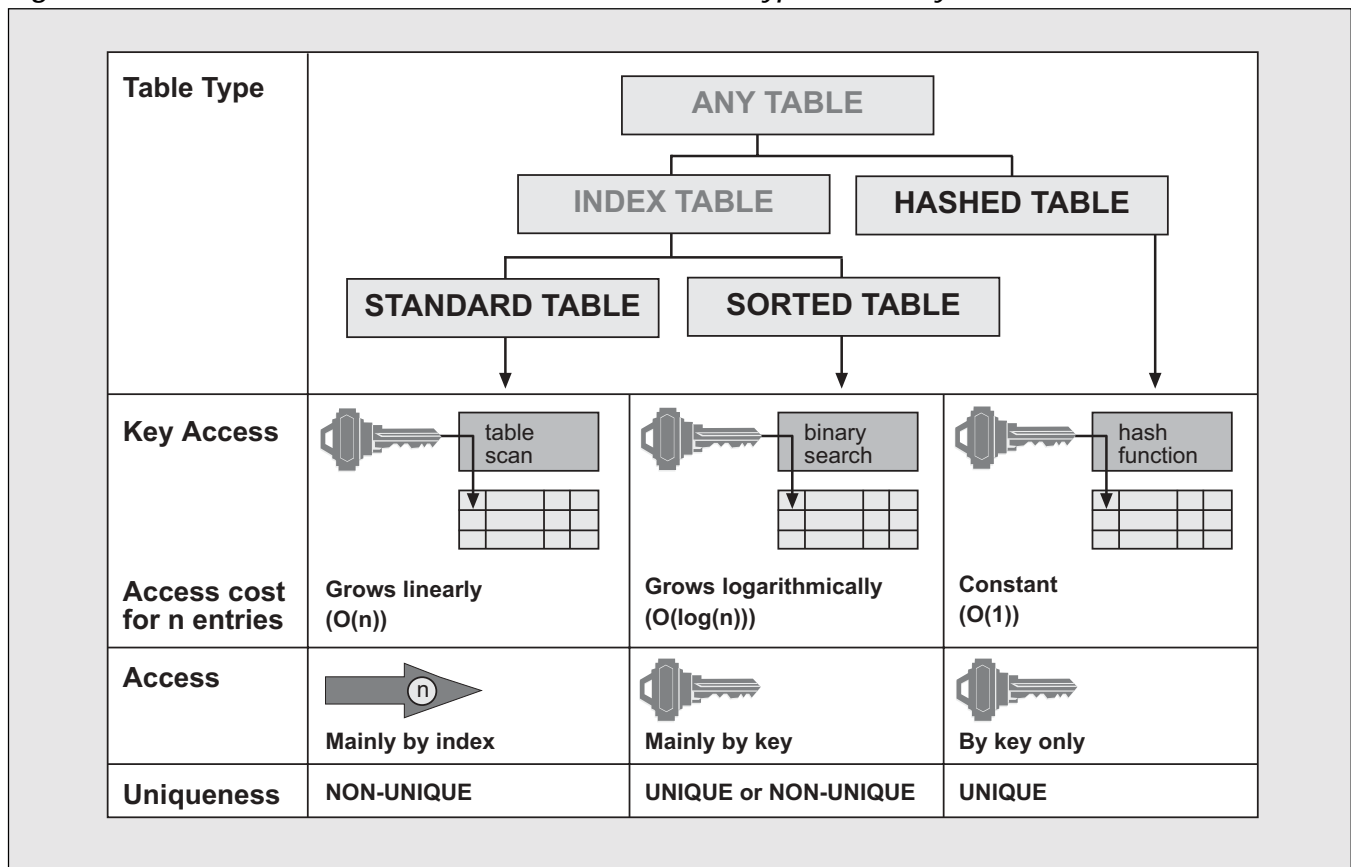 Table Type
ANY TABLE
INDEX TABLE
HASHED TABLE
STANDARD TABLE
SORTED TABLE
Key Access
table
scan
binary
search
hash
function
Access cost
for n entries
Grows linearly
(O(n))
Grows logarithmically
(O(log(n)))
Constant
(O(1))
Access
n
Mainly by index
Mainly by key
By key only
Uniqueness
NON-UNIQUE
UNIQUE or NON-UNIQUE
UNIQUE